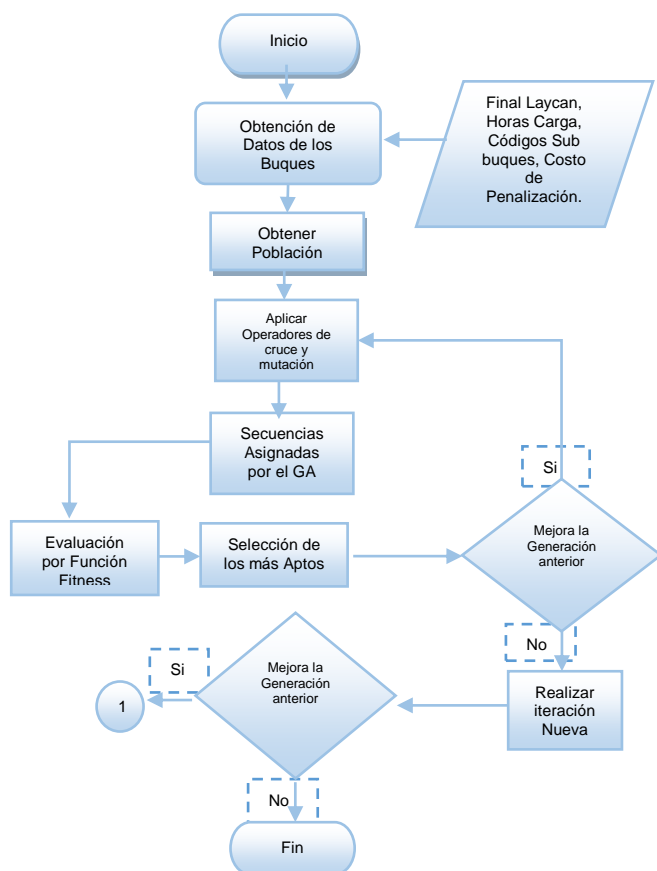 Inicio
Obtención de
Datos de los
Buques
Final Laycan,
Horas Carga,
Códigos Sub
buques, Costo
de
Penalización.
Obtener
Población
Aplicar
Operadores de
cruce y
mutación
Secuencias
Asignadas
por el GA
Si
Evaluación
por Función
Fitness
Selección de
los más Aptos
Mejora la
Generación
anterior
No
Realizar
iteración
Nueva
Mejora la
Generación
anterior
Si
1
No
Fin